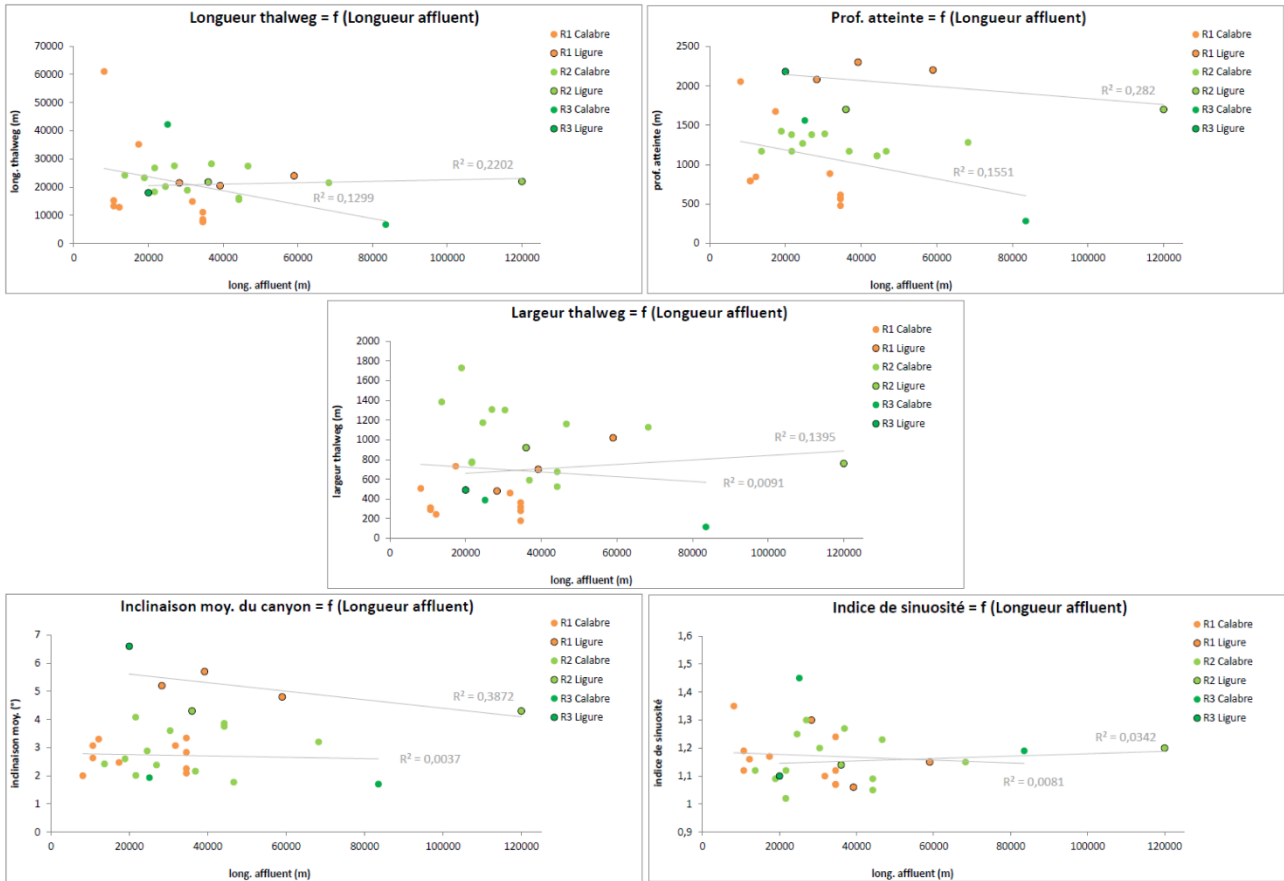 Longueur thalweg = f (Longueur affluent)
70000
60000
50000
40000
30000
20000
10000
0
long. thalweg (m)
R² = 0,2202
R² = 0,1299
0 20000 40000 60000 80000 100000 120000
long. affluent (m)
R1 Calabre
R1 Ligure
R2 Calabre
R2 Ligure
R3 Calabre
R3 Ligure
Prof. atteinte = f (Longueur affluent)
2500
2000
1500
1000
500
0
prof. atteinte (m)
R² = 0,282
R² = 0,1551
0 20000 40000 60000 80000 100000 120000
long. affluent (m)
R1 Calabre
R1 Ligure
R2 Calabre
R2 Ligure
R3 Calabre
R3 Ligure
Largeur thalweg = f (Longueur affluent)
2000
1800
1600
1400
1200
1000
800
600
400
200
0
largeur thalweg (m)
R² = 0,1395
R² = 0,0091
0 20000 40000 60000 80000 100000 120000
long. affluent (m)
R1 Calabre
R1 Ligure
R2 Calabre
R2 Ligure
R3 Calabre
R3 Ligure
Inclinaison moy. du canyon = f (Longueur affluent)
7
6
5
4
3
2
1
0
inclinaison moy. (°)
R² = 0,3872
R² = 0,0037
0 20000 40000 60000 80000 100000 120000
long. affluent (m)
R1 Calabre
R1 Ligure
R2 Calabre
R2 Ligure
R3 Calabre
R3 Ligure
Indice de sinuosité = f (Longueur affluent)
1,6
1,5
1,4
1,3
1,2
1,1
1
0,9
indice de sinuosité
R² = 0,0342
R² = 0,0081
0 20000 40000 60000 80000 100000 120000
long. affluent (m)
R1 Calabre
R1 Ligure
R2 Calabre
R2 Ligure
R3 Calabre
R3 Ligure